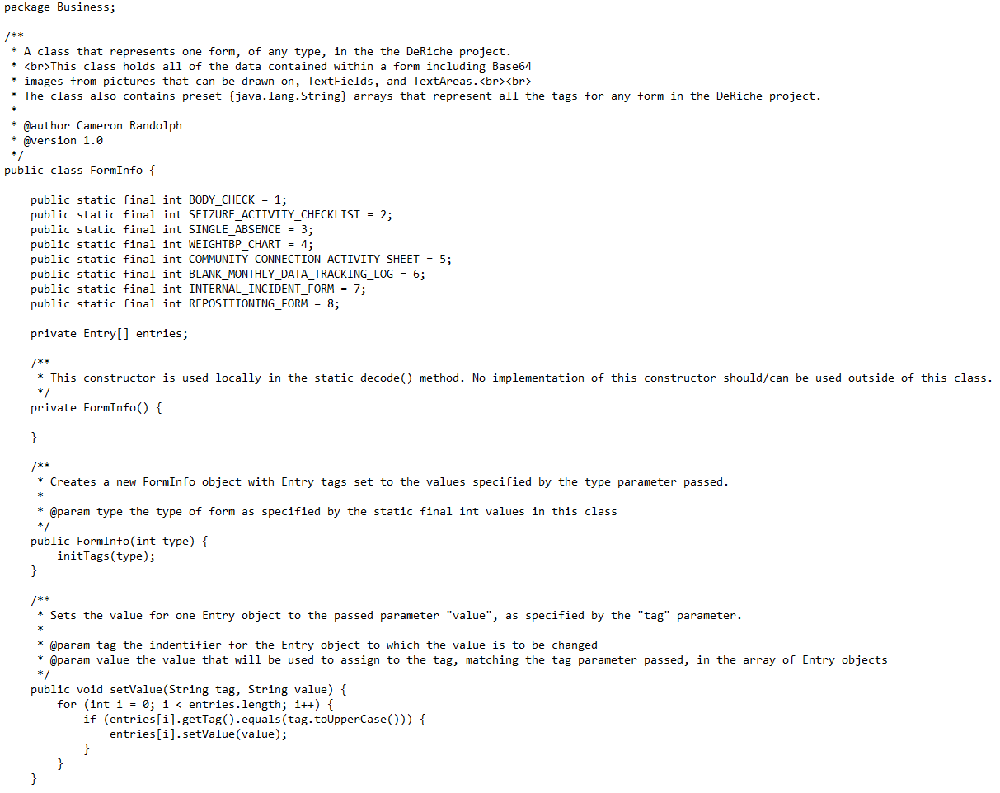 package Business;

/**
 * A class that represents one form, of any type, in the the DeRiche project.
 * <br>This class holds all of the data contained within a form including Base64
 * images from pictures that can be drawn on, TextFields, and TextAreas.<br><br>
 * The class also contains preset {java.lang.String} arrays that represent all the tags for any form in the DeRiche project.
 *
 * @author Cameron Randolph
 * @version 1.0
 */
public class FormInfo {

    public static final int BODY_CHECK = 1;
    public static final int SEIZURE_ACTIVITY_CHECKLIST = 2;
    public static final int SINGLE_ABSENCE = 3;
    public static final int WEIGHTBP_CHART = 4;
    public static final int COMMUNITY_CONNECTION_ACTIVITY_SHEET = 5;
    public static final int BLANK_MONTHLY_DATA_TRACKING_LOG = 6;
    public static final int INTERNAL_INCIDENT_FORM = 7;
    public static final int REPOSITIONING_FORM = 8;

    private Entry[] entries;

    /**
     * This constructor is used locally in the static decode() method. No implementation of this constructor should/can be used outside of this class.
     */
    private FormInfo() {

    }

    /**
     * Creates a new FormInfo object with Entry tags set to the values specified by the type parameter passed.
     *
     * @param type the type of form as specified by the static final int values in this class
     */
    public FormInfo(int type) {
        initTags(type);
    }

    /**
     * Sets the value for one Entry object to the passed parameter "value", as specified by the "tag" parameter.
     *
     * @param tag the indentifier for the Entry object to which the value is to be changed
     * @param value the value that will be used to assign to the tag, matching the tag parameter passed, in the array of Entry objects
     */
    public void setValue(String tag, String value) {
        for (int i = 0; i < entries.length; i++) {
            if (entries[i].getTag().equals(tag.toUpperCase())) {
                entries[i].setValue(value);
            }
        }
    }